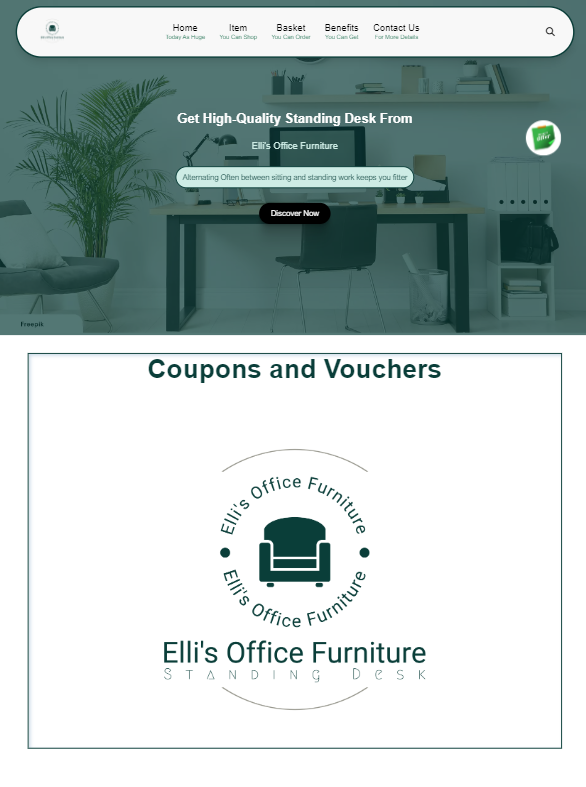 Home Item Basket Benefits Contact Us
Today As Huge You Can Shop You Can Order You Can Get For More Details
Get High-Quality Standing Desk From
Elli's Office Furniture
Alternating Often between sitting and standing work keeps you fitter
Discover Now
Freepik
Coupons and Vouchers
Elli's Office Furniture
Elli's Office Furniture
Elli's Office Furniture
Standing Desk